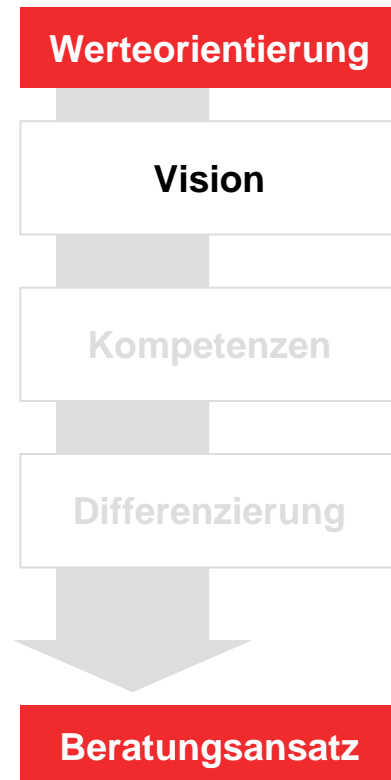 Werteorientierung
Vision
Kompetenzen
Differenzierung
Beratungsansatz